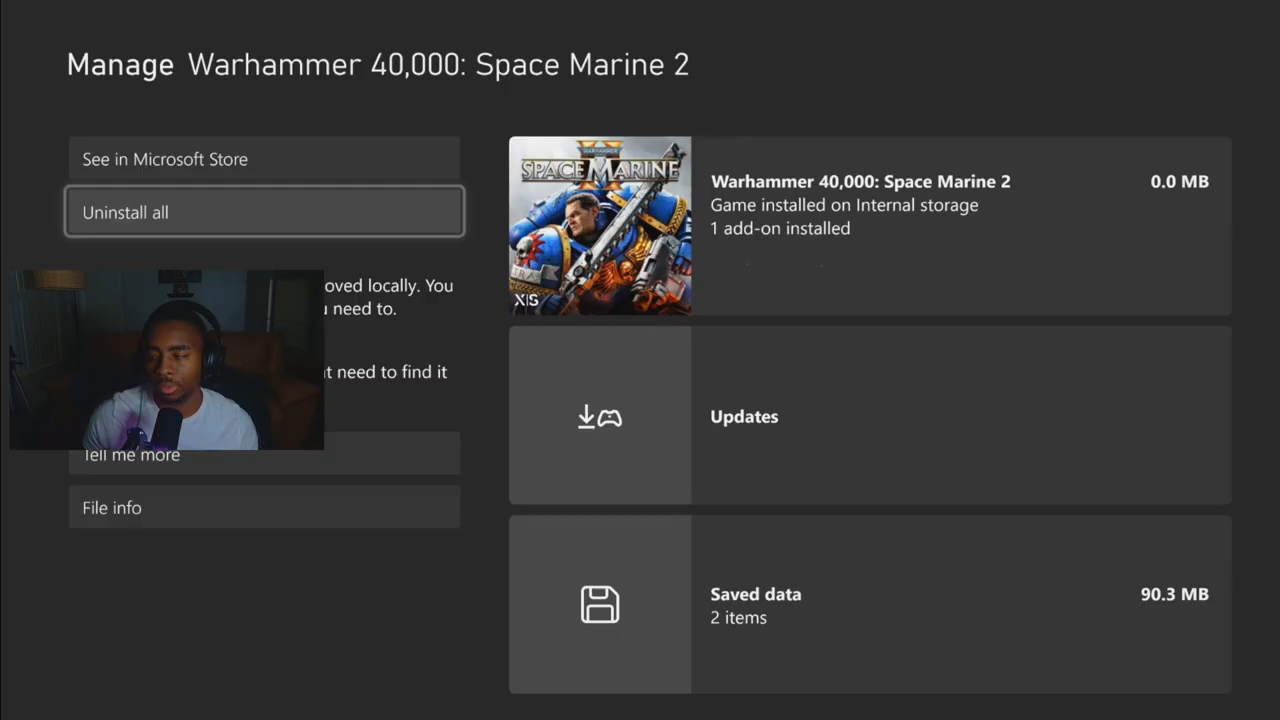 Manage Warhammer 40,000: Space Marine 2
See in Microsoft Store
Uninstall all
oved locally. You
need to.
need to find it
Tell me more
File info
WARHAMMER
SPACE MARINE
X|S
Warhammer 40,000: Space Marine 2
0.0 MB
Game installed on Internal storage
1 add-on installed
Updates
Saved data
90.3 MB
2 items